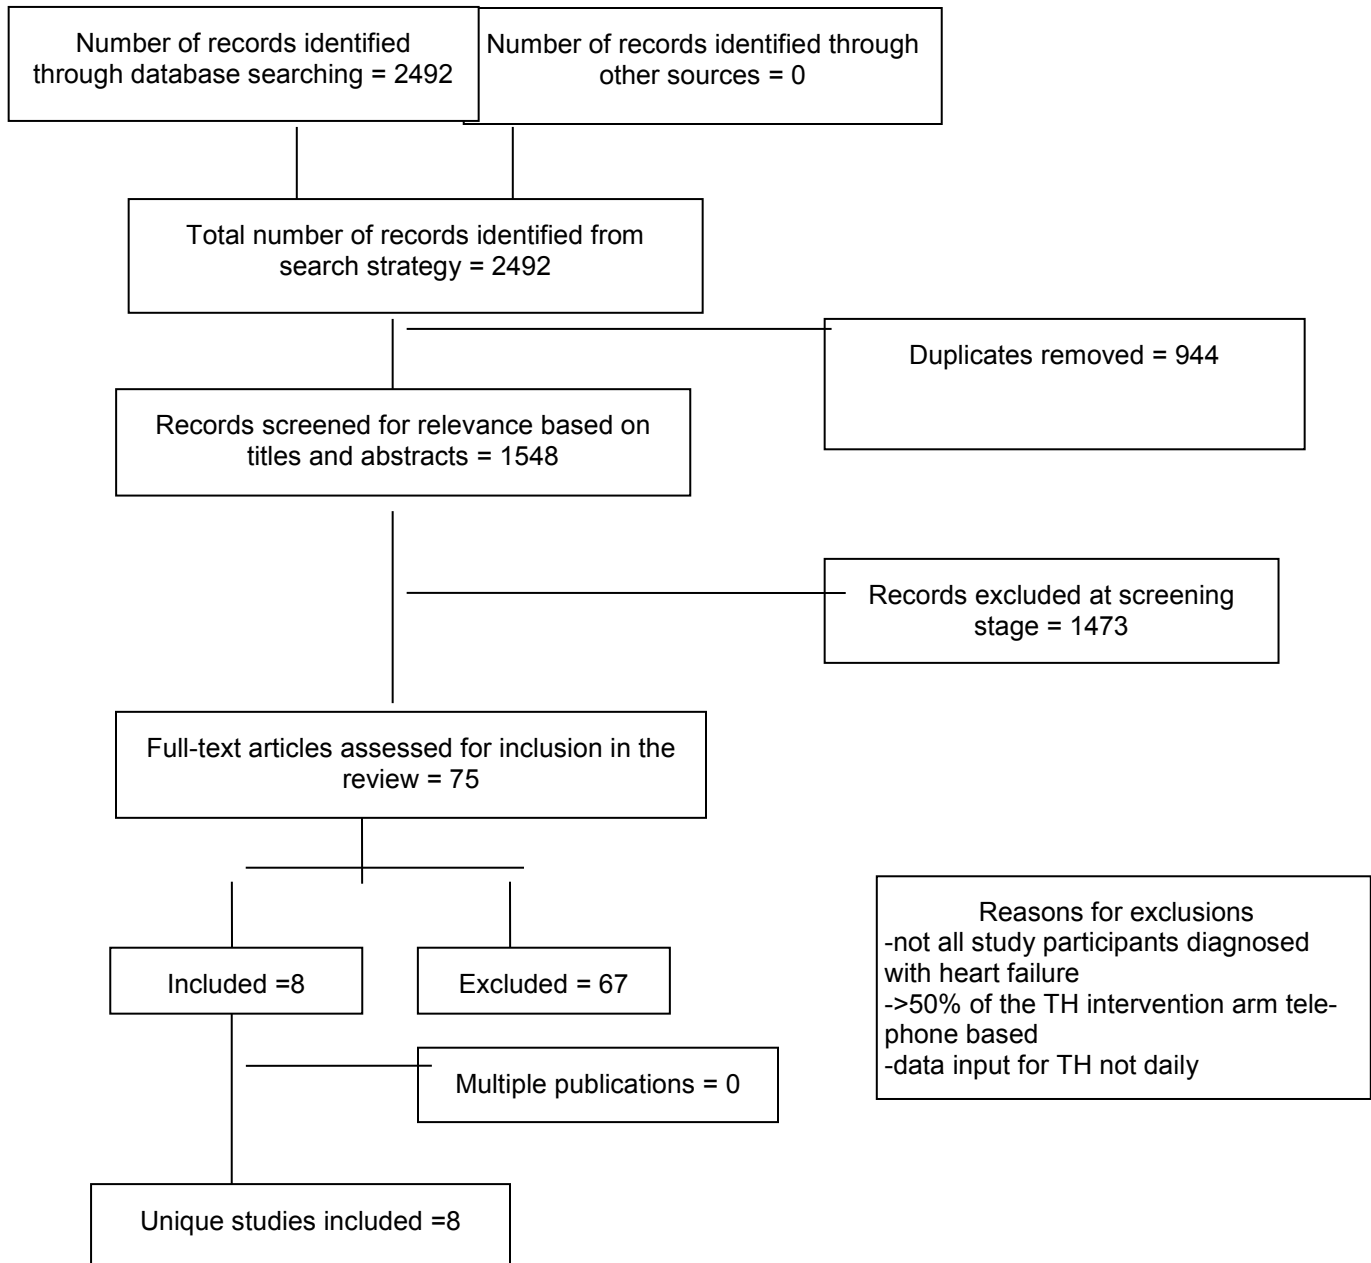 Number of records identified
through database searching = 2492
Number of records identified through
other sources = 0
Total number of records identified from
search strategy = 2492
Duplicates removed = 944
Records screened for relevance based on
titles and abstracts = 1548
Records excluded at screening
stage = 1473
Full-text articles assessed for inclusion in the
review = 75
Included =8
Excluded = 67
Reasons for exclusions
-not all study participants diagnosed
with heart failure
->50% of the TH intervention arm tele-
phone based
-data input for TH not daily
Multiple publications = 0
Unique studies included =8